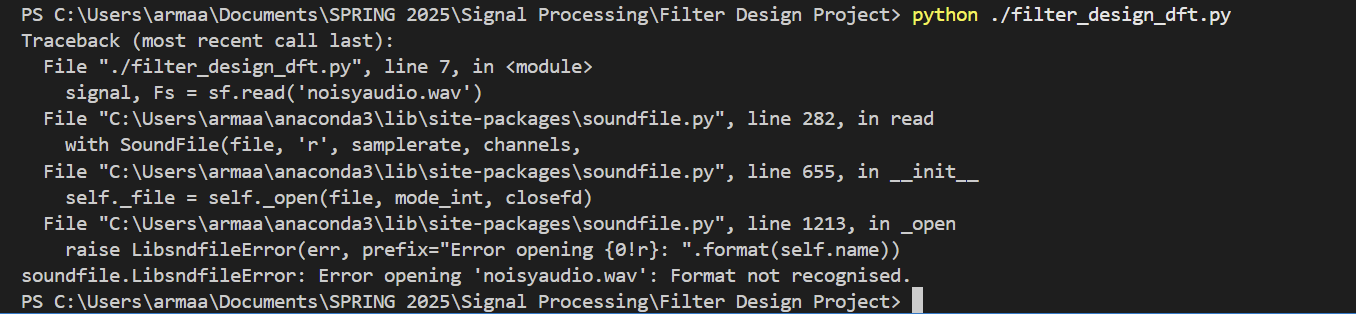 PS C:\Users\armaa\Documents\SPRING 2025\Signal Processing\Filter Design Project> python ./filter_design_dft.py
Traceback (most recent call last):
  File "./filter_design_dft.py", line 7, in <module>
    signal, Fs = sf.read('noisyaudio.wav')
  File "C:\Users\armaa\anaconda3\lib\site-packages\soundfile.py", line 282, in read
    with SoundFile(file, 'r', samplerate, channels,
  File "C:\Users\armaa\anaconda3\lib\site-packages\soundfile.py", line 655, in __init__
    self._file = self._open(file, mode_int, closefd)
  File "C:\Users\armaa\anaconda3\lib\site-packages\soundfile.py", line 1213, in _open
    raise LibsndfileError(err, prefix="Error opening {0!r}: ".format(self.name))
soundfile.LibsndfileError: Error opening 'noisyaudio.wav': Format not recognised.
PS C:\Users\armaa\Documents\SPRING 2025\Signal Processing\Filter Design Project>